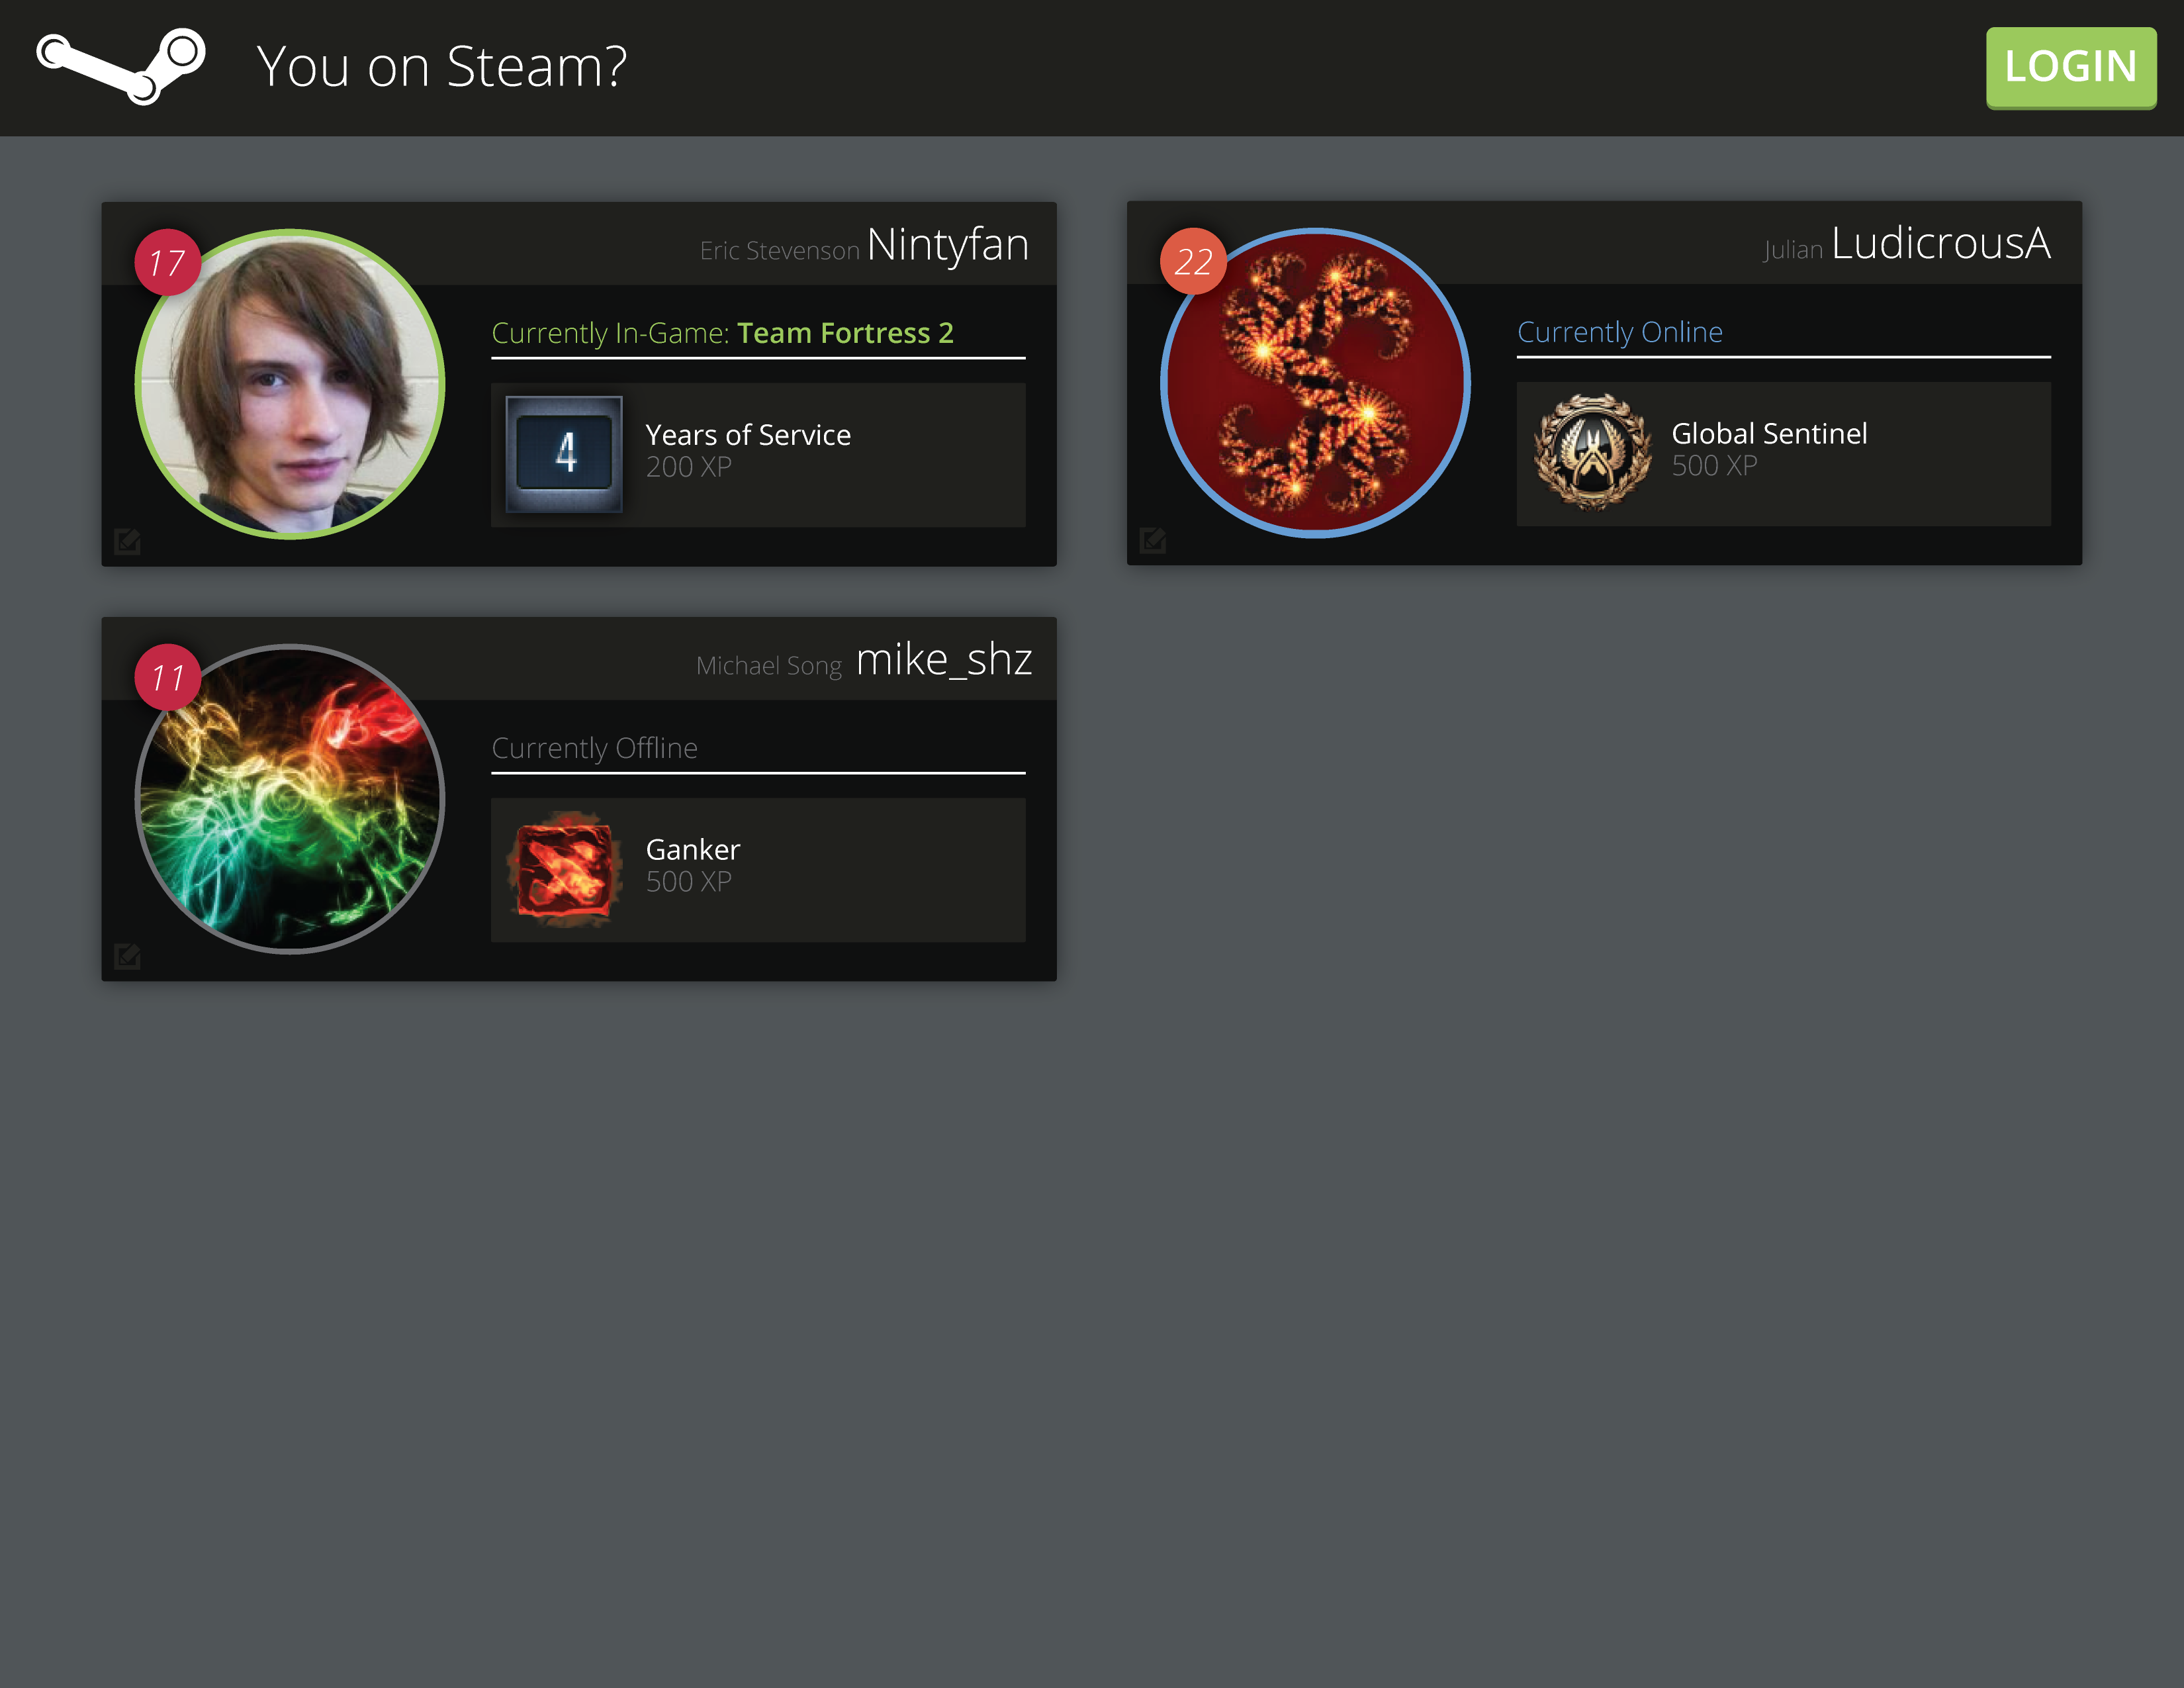 You on Steam?
LOGIN
17
Eric Stevenson Nintyfan
Currently In-Game: Team Fortress 2
4
Years of Service
200 XP
22
Julian LudicrousA
Currently Online
Global Sentinel
500 XP
11
Michael Song mike_shz
Currently Offline
Ganker
500 XP